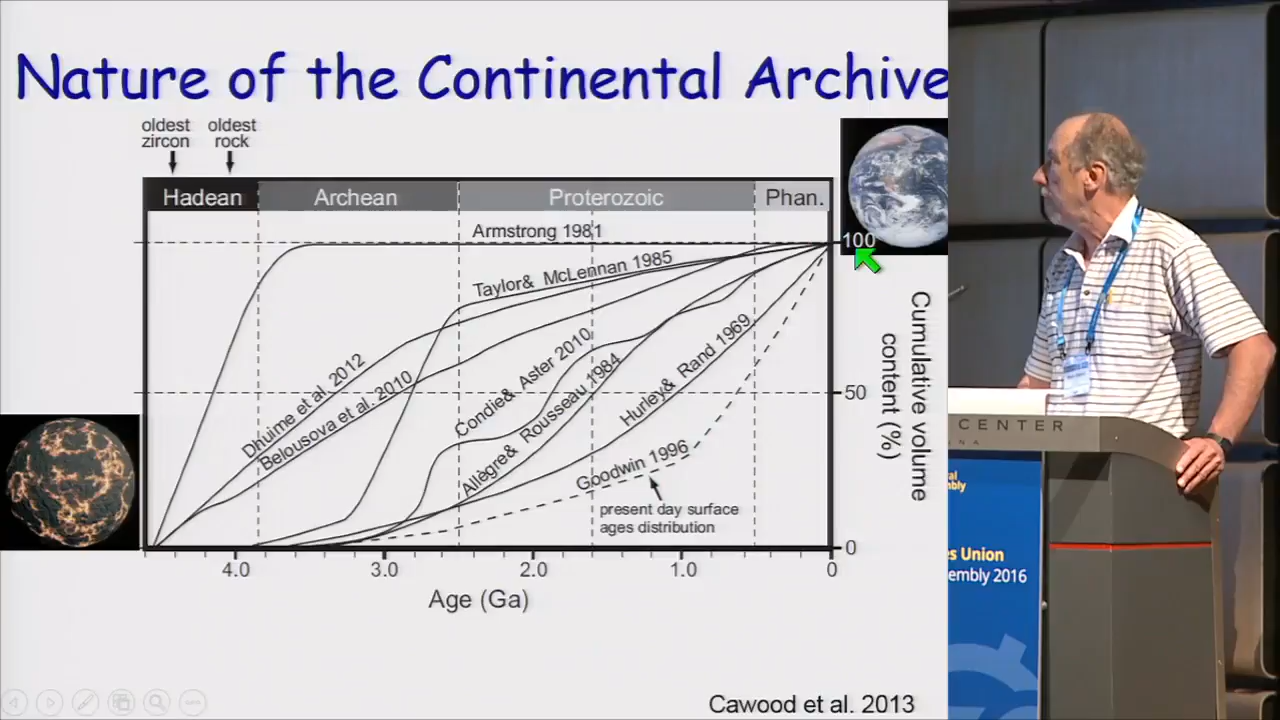 Nature of the Continental Archive
oldest
zircon
oldest
rock
Hadean
Archean
Proterozoic
Phan.
Armstrong 1981
Taylor& McLennan 1985
Dhuime et al. 2012
Belousova et al. 2010
Condie& Aster 2010
Allègre& Rousseau 1984
Hurley& Rand 1969
Goodwin 1996
present day surface
ages distribution
100
50
0
Cumulative volume
content (%)
4.0
3.0
2.0
1.0
0
Age (Ga)
Cawood et al. 2013
CENTER
es Union
embly 2016